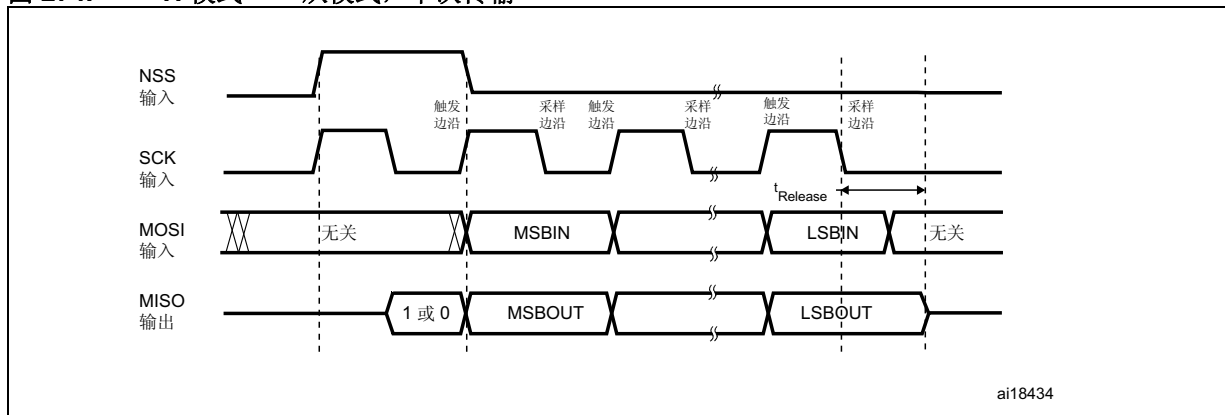 NSS
输入
触发
边沿
采样
边沿
触发
边沿
采样
边沿
触发
边沿
采样
边沿
SCK
输入
tRelease
MOSI
输入
无关
MSBIN
LSBIN
无关
MISO
输出
1 或 0
MSBOUT
LSBOUT
ai18434